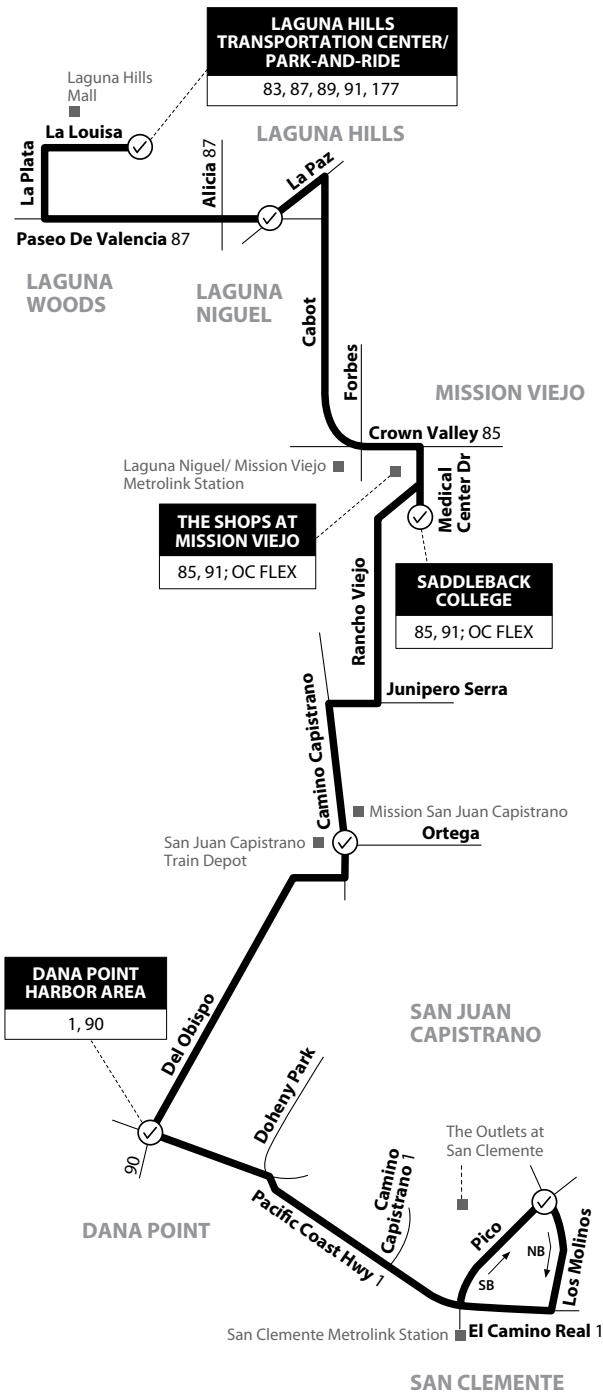 LAGUNA HILLS
TRANSPORTATION CENTER/
PARK-AND-RIDE
83, 87, 89, 91, 177
Laguna Hills
Mall
La Louisa
LAGUNA HILLS
La Plata
Alicia 87
La Paz
Paseo De Valencia 87
LAGUNA
WOODS
LAGUNA
NIGUEL
Cabot
Forbes
MISSION VIEJO
Crown Valley 85
Laguna Niguel/ Mission Viejo
Metrolink Station
Medical
Center Dr
THE SHOPS AT
MISSION VIEJO
85, 91; OC FLEX
SADDLEBACK
COLLEGE
85, 91; OC FLEX
Rancho Viejo
Junipero Serra
Camino Capistrano
Mission San Juan Capistrano
Ortega
San Juan Capistrano
Train Depot
DANA POINT
HARBOR AREA
1, 90
Del Obispo
SAN JUAN
CAPISTRANO
Doheny Park
The Outlets at
San Clemente
90
Camino
Capistrano 1
DANA POINT
Pacific Coast Hwy 1
Pico
NB
SB
Los Molinos
San Clemente Metrolink Station
El Camino Real 1
SAN CLEMENTE